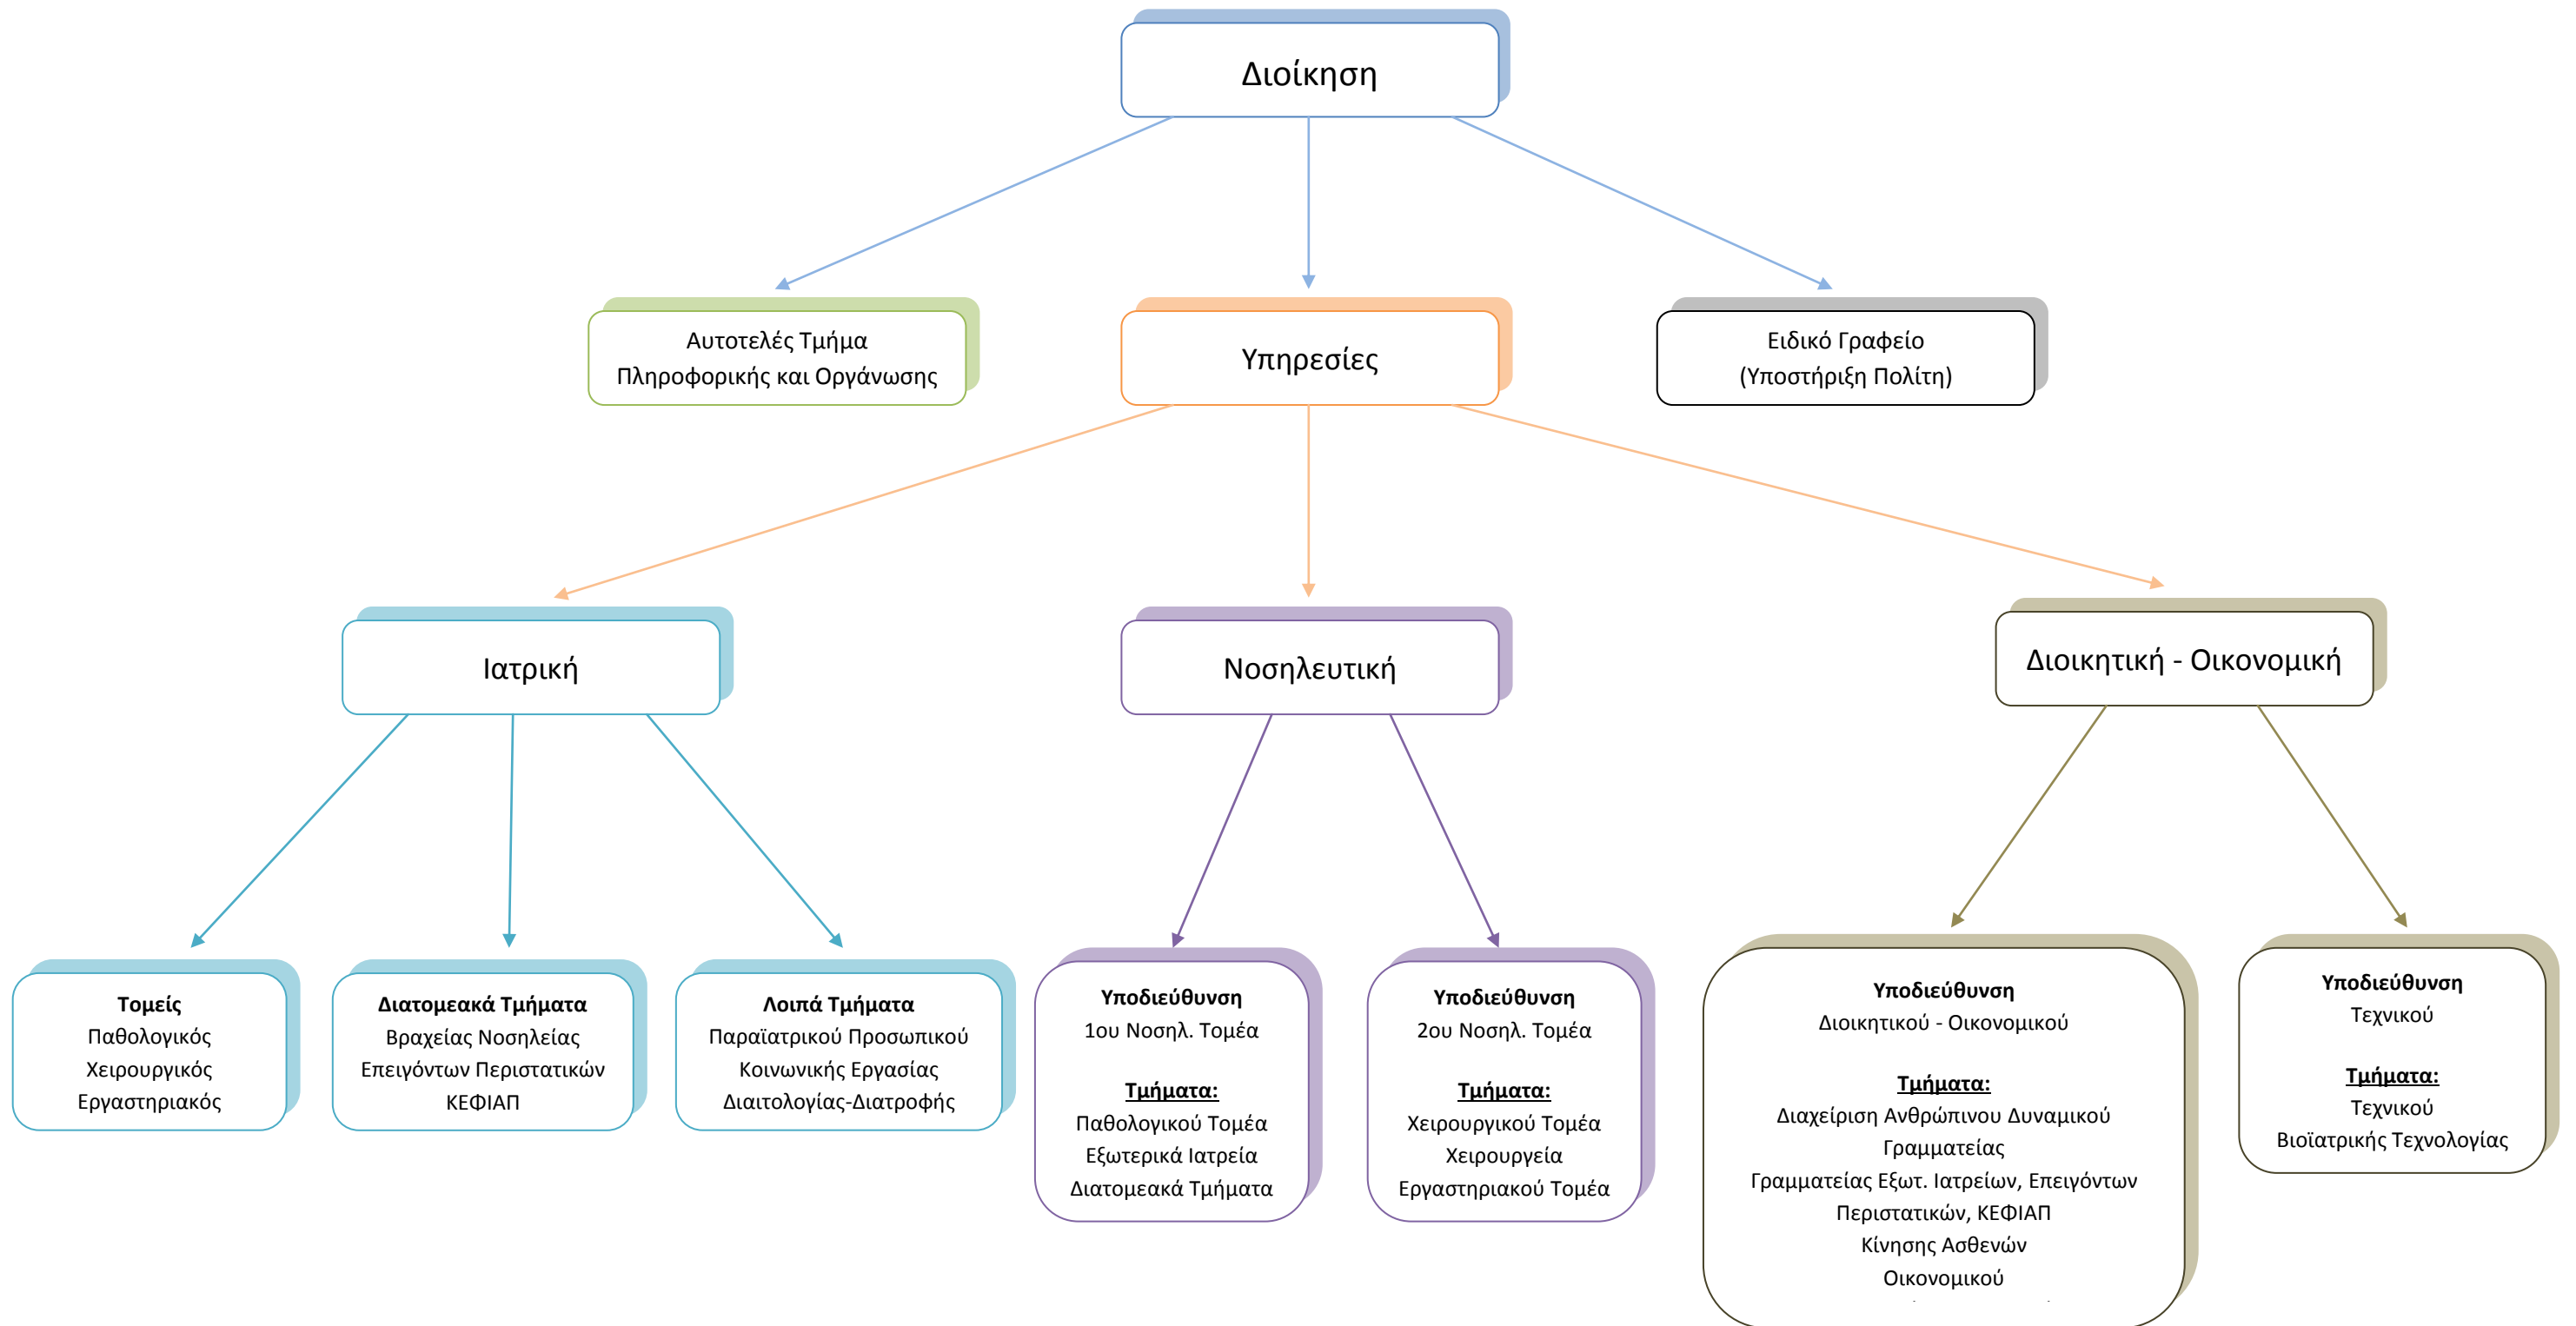 Διοίκηση
Αυτοτελές Τμήμα
Πληροφορικής και Οργάνωσης
Υπηρεσίες
Ειδικό Γραφείο
(Υποστήριξη Πολίτη)
Ιατρική
Νοσηλευτική
Διοικητική - Οικονομική
Τομείς
Παθολογικός
Χειρουργικός
Εργαστηριακός
Διατομεακά Τμήματα
Βραχείας Νοσηλείας
Επειγόντων Περιστατικών
ΚΕΦΙΑΠ
Λοιπά Τμήματα
Παραϊατρικού Προσωπικού
Κοινωνικής Εργασίας
Διαιτολογίας-Διατροφής
Υποδιεύθυνση
1ου Νοσηλ. Τομέα
Τμήματα:
Παθολογικού Τομέα
Εξωτερικά Ιατρεία
Διατομεακά Τμήματα
Υποδιεύθυνση
2ου Νοσηλ. Τομέα
Τμήματα:
Χειρουργικού Τομέα
Χειρουργεία
Εργαστηριακού Τομέα
Υποδιεύθυνση
Διοικητικού - Οικονομικού
Τμήματα:
Διαχείριση Ανθρώπινου Δυναμικού
Γραμματείας
Γραμματείας Εξωτ. Ιατρείων, Επειγόντων
Περιστατικών, ΚΕΦΙΑΠ
Κίνησης Ασθενών
Οικονομικού
Υποδιεύθυνση
Τεχνικού
Τμήματα:
Τεχνικού
Βιοϊατρικής Τεχνολογίας